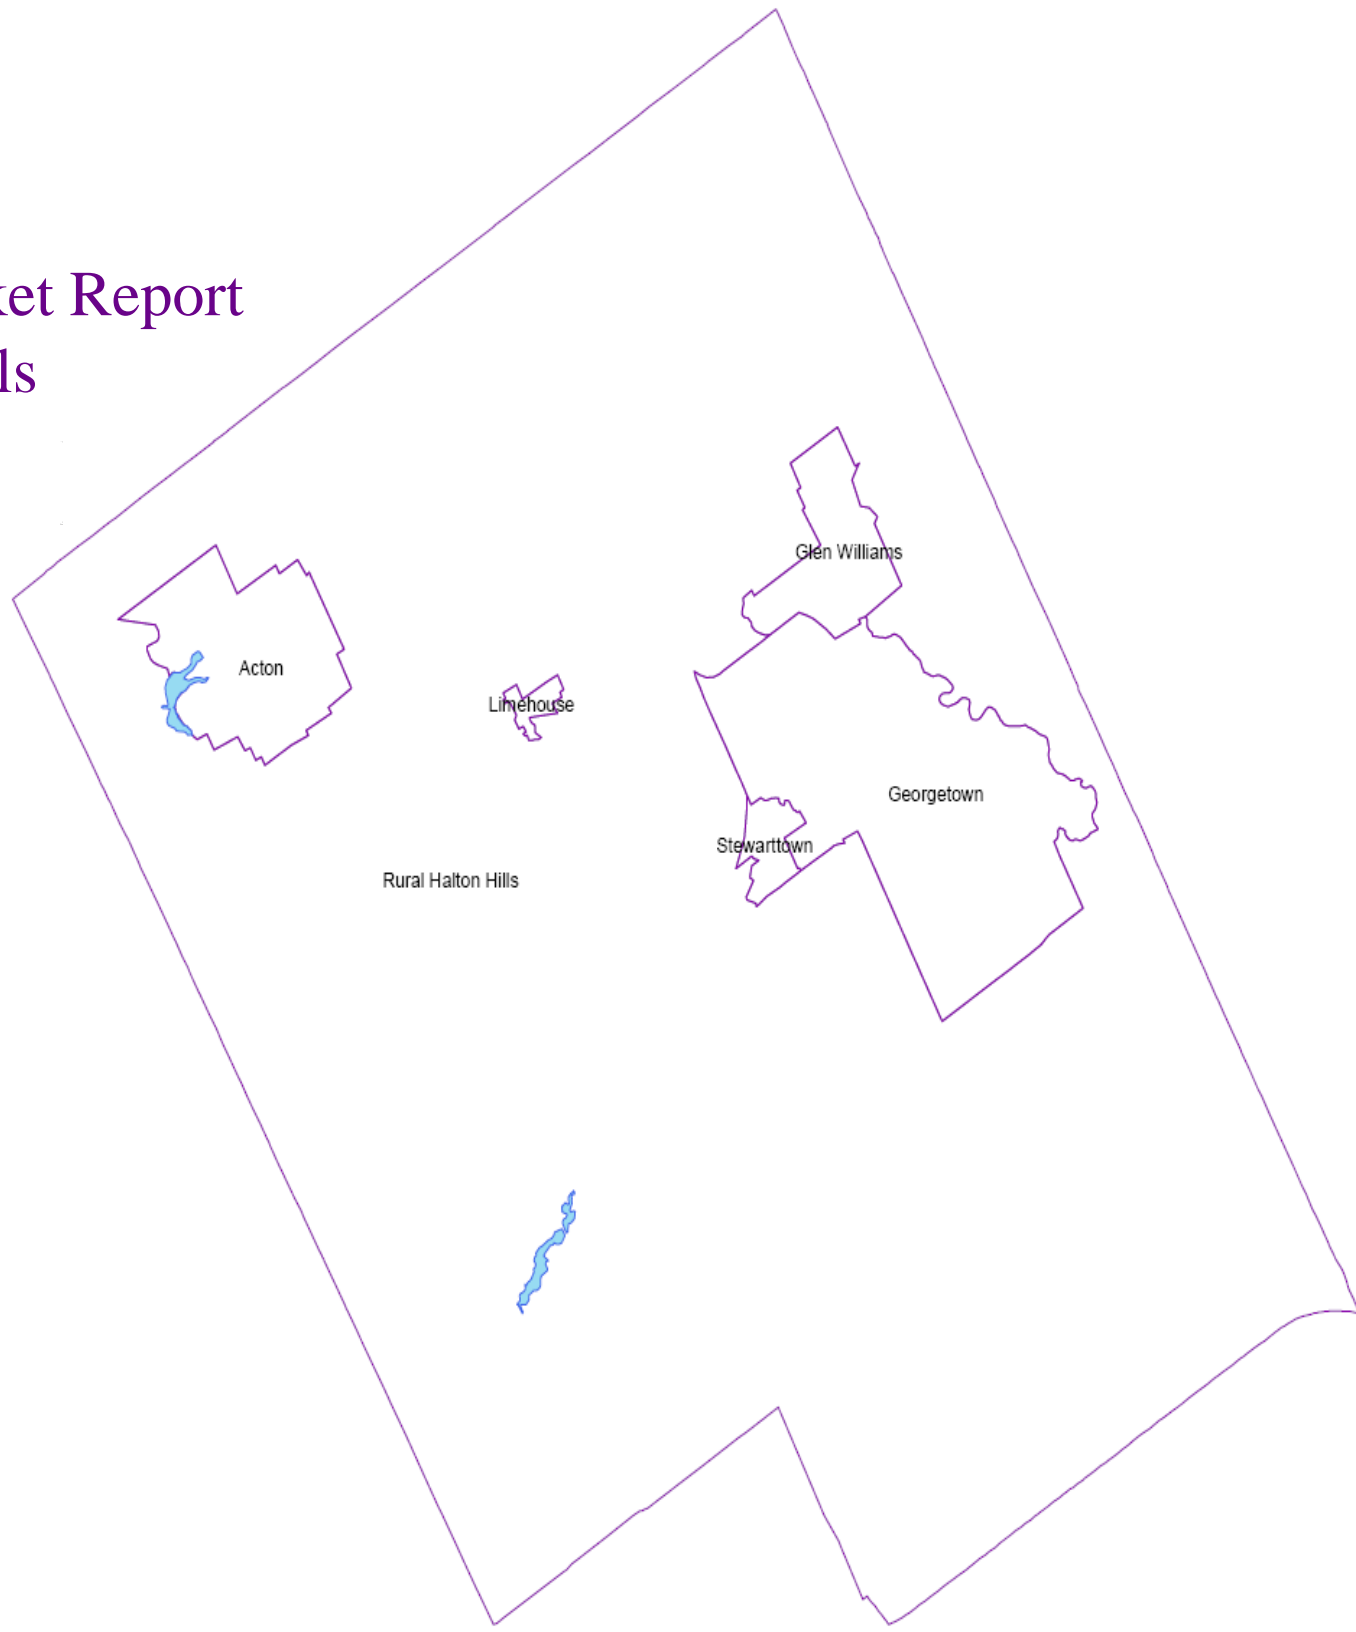 ket Report
ls
Glen Williams
Acton
Limehouse
Georgetown
Stewarttown
Rural Halton Hills